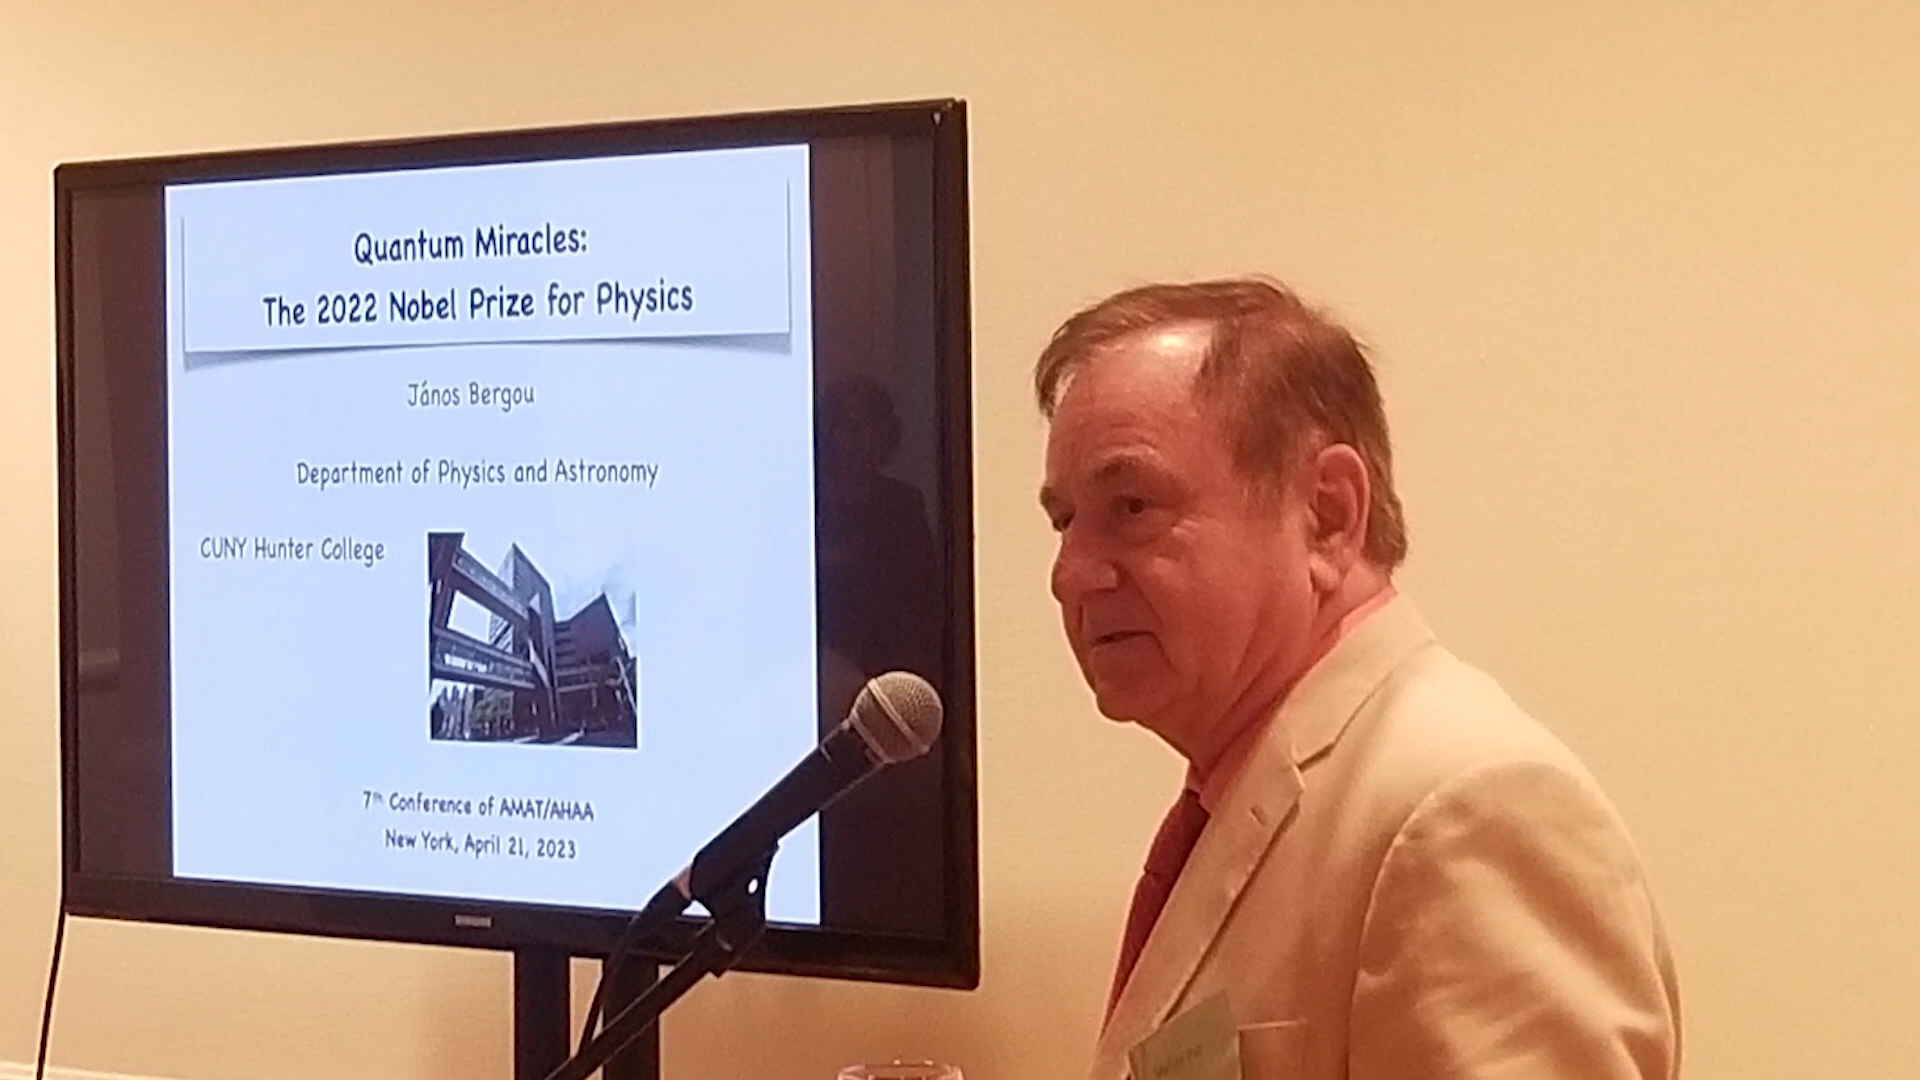 Quantum Miracles:
The 2022 Nobel Prize for Physics
János Bergou
Department of Physics and Astronomy
CUNY Hunter College
7th Conference of AMAT/AHAA
New York, April 21, 2023
SAMSUNG